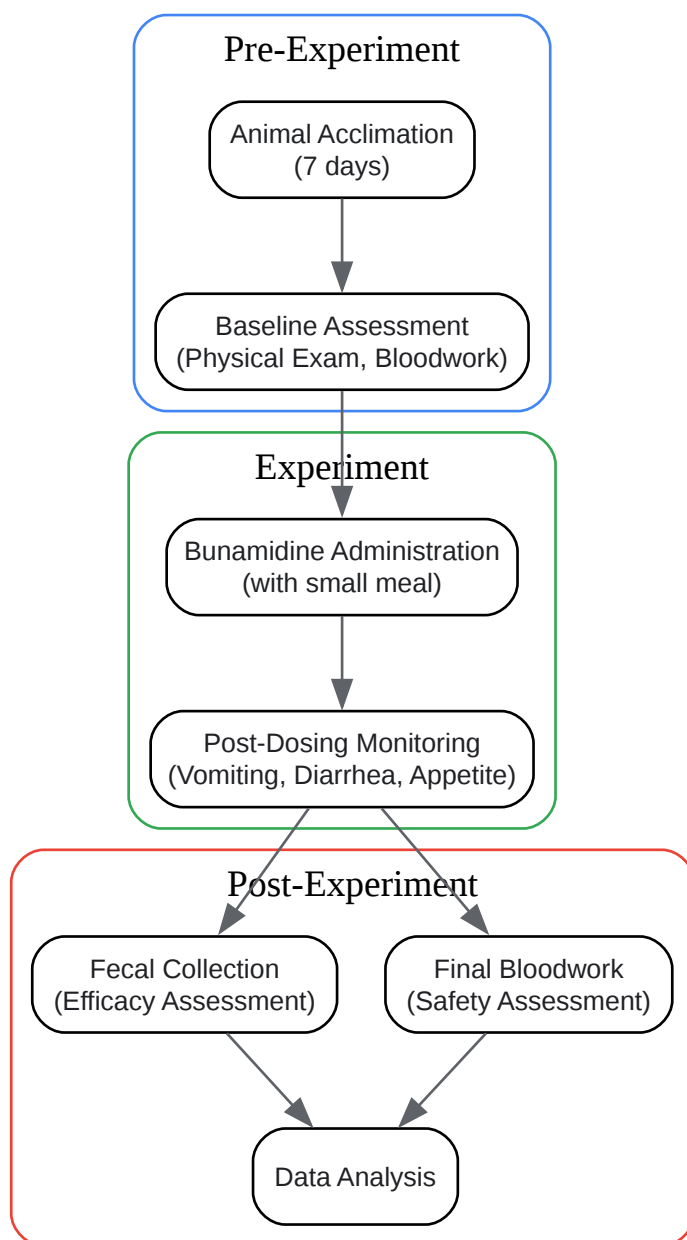 Pre-Experiment
Animal Acclimation
(7 days)
Baseline Assessment
(Physical Exam, Bloodwork)
Experiment
Bunamidine Administration
(with small meal)
Post-Dosing Monitoring
(Vomiting, Diarrhea, Appetite)
Post-Experiment
Fecal Collection
(Efficacy Assessment)
Final Bloodwork
(Safety Assessment)
Data Analysis